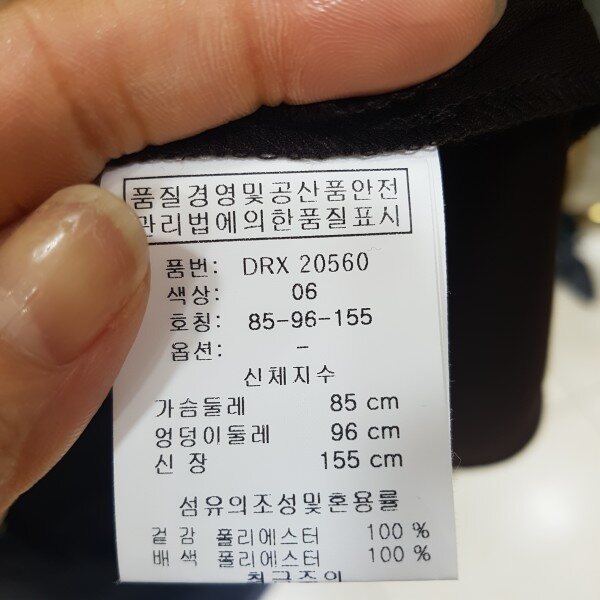 품질경영및공산품안전
관리법에의한품질표시
품번: DRX 20560
색상: 06
호칭: 85-96-155
옵션: -
신체지수
가슴둘레 85 cm
엉덩이둘레 96 cm
신 장 155 cm
섬유의조성및혼용률
겉감 폴리에스터 100 %
배색 폴리에스터 100 %
취급주의